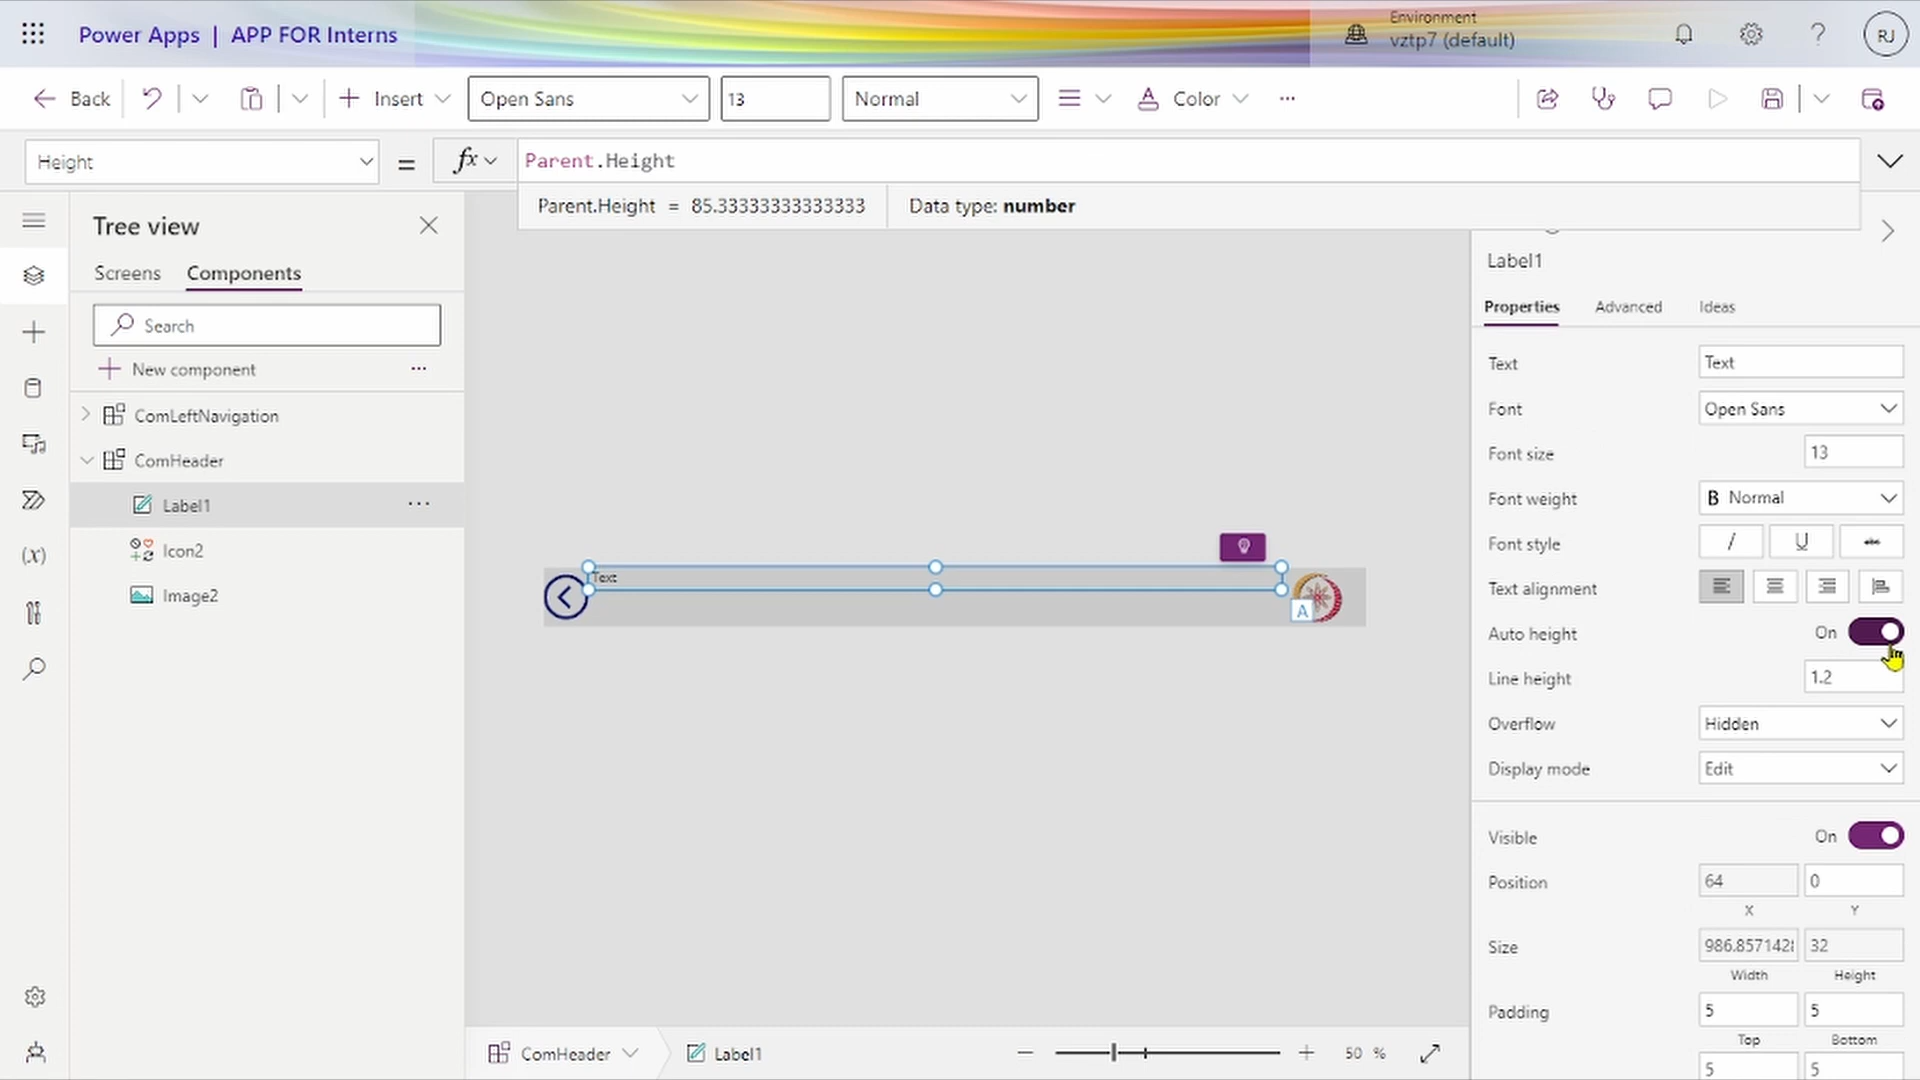 Power Apps | APP FOR Interns
Environment
vztp7 (default)
RJ
Back
Insert
Open Sans
13
Normal
Color
Height
=
fx
Parent.Height
Parent.Height = 85.33333333333333
Data type: number
Tree view
Screens
Components
Search
New component
ComLeftNavigation
ComHeader
Label1
Icon2
Image2
Text
A
Label1
Properties
Advanced
Ideas
Text
Text
Font
Open Sans
Font size
13
Font weight
B Normal
Font style
Text alignment
Auto height
On
Line height
1.2
Overflow
Hidden
Display mode
Edit
Visible
On
Position
64
0
X
Y
Size
986.857142
32
Width
Height
Padding
5
5
Top
Bottom
5
5
ComHeader
Label1
50 %